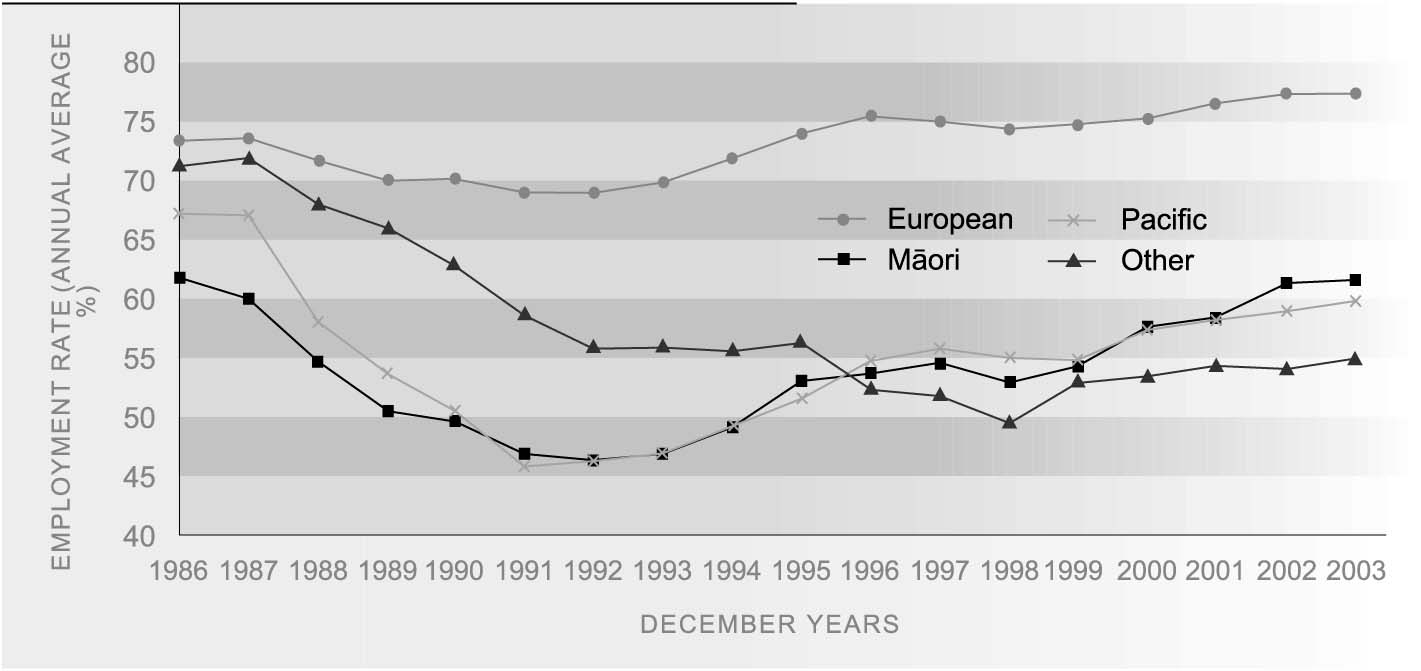 EMPLOYMENT RATE (ANNUAL AVERAGE
%)
80
75
70
65
60
55
50
45
40
European
Pacific
Māori
Other
1986 1987 1988 1989 1990 1991 1992 1993 1994 1995 1996 1997 1998 1999 2000 2001 2002 2003
DECEMBER YEARS